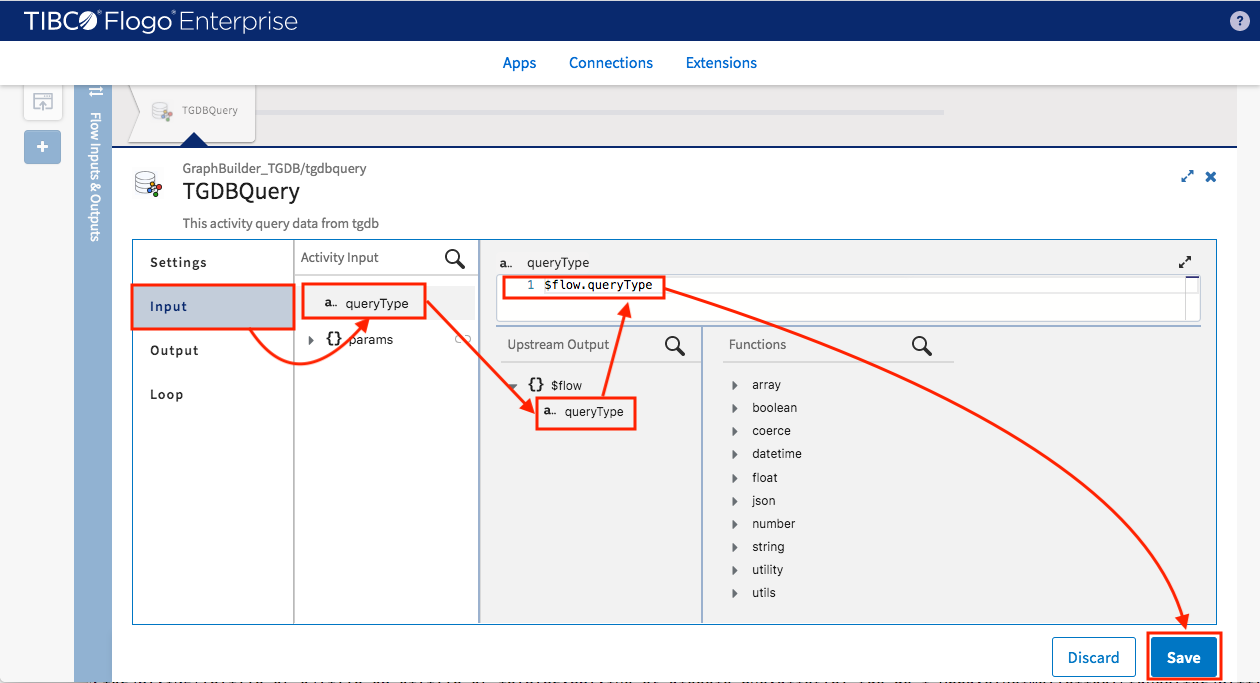 TIBCO® Flogo® Enterprise
?
Apps Connections Extensions
TGDBQuery
+
Flow Inputs & Outputs
GraphBuilder_TGDB/tgdbquery
TGDBQuery
This activity query data from tgdb
Settings
Input
Output
Loop
Activity Input
a.. queryType
{} params
a.. queryType
1 $flow.queryType
Upstream Output
{} $flow
a.. queryType
Functions
array
boolean
coerce
datetime
float
json
number
string
utility
utils
Discard
Save